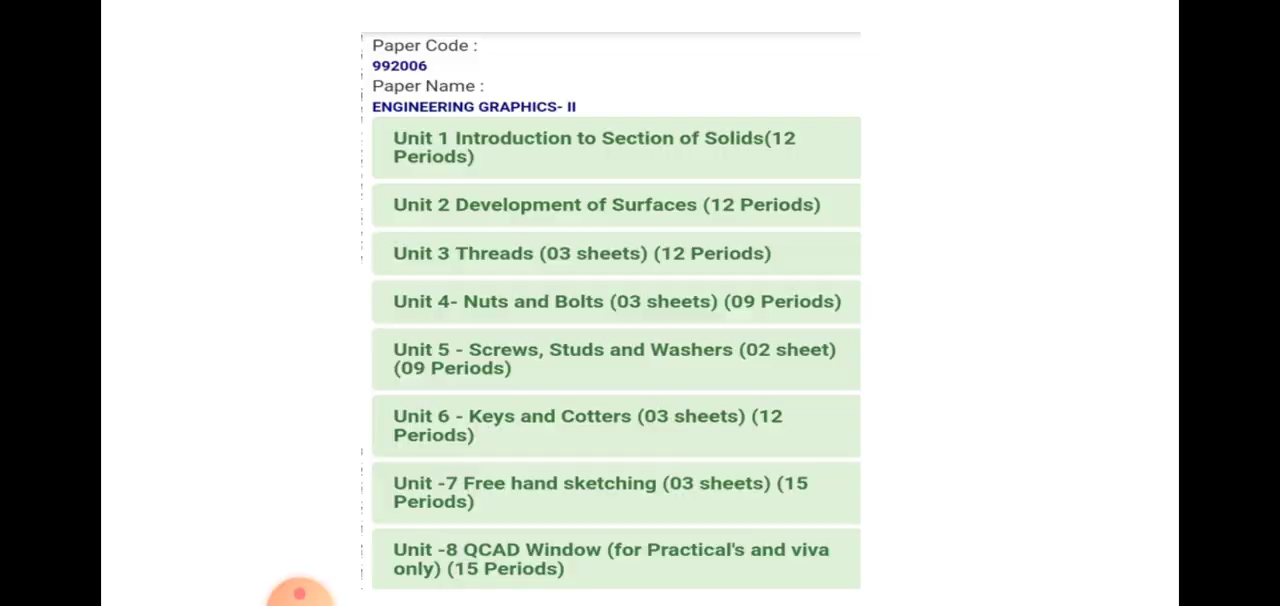 Paper Code :
992006
Paper Name :
ENGINEERING GRAPHICS- II
Unit 1 Introduction to Section of Solids(12
Periods)
Unit 2 Development of Surfaces (12 Periods)
Unit 3 Threads (03 sheets) (12 Periods)
Unit 4- Nuts and Bolts (03 sheets) (09 Periods)
Unit 5 - Screws, Studs and Washers (02 sheet)
(09 Periods)
Unit 6 - Keys and Cotters (03 sheets) (12
Periods)
Unit -7 Free hand sketching (03 sheets) (15
Periods)
Unit -8 QCAD Window (for Practical's and viva
only) (15 Periods)